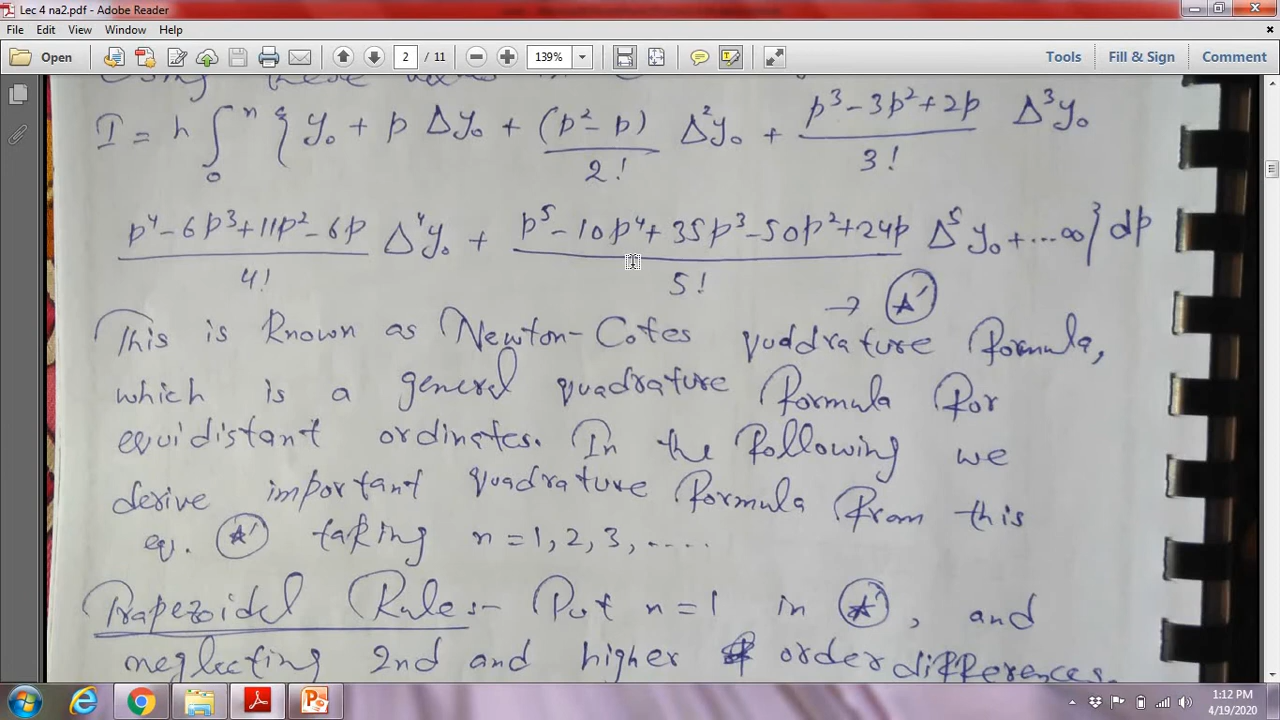 Lec 4 na2.pdf - Adobe Reader
File Edit View Window Help
Open 2 / 11 139% Tools Fill & Sign Comment
Using these
I = h ∫₀ⁿ { y₀ + p Δy₀ + (p² - p)/2! Δ²y₀ + p³ - 3p² + 2p/3! Δ³y₀
p⁴ - 6p³ + 11p² - 6p/4! Δ⁴y₀ + p⁵ - 10p⁴ + 35p³ - 50p² + 24p/5! Δ⁵y₀ + ... ∞} dp
→ (A')
This is known as Newton-Cotes quddrature formula,
which is a general quadrature formula for
equidistant ordinates. In the following we
derive important quadrature formula from this
eq. (A') taking n = 1, 2, 3, ....
Trapezoidal Rule:- Put n = 1 in (A'), and
neglecting 2nd and higher order differences.
1:12 PM
4/19/2020